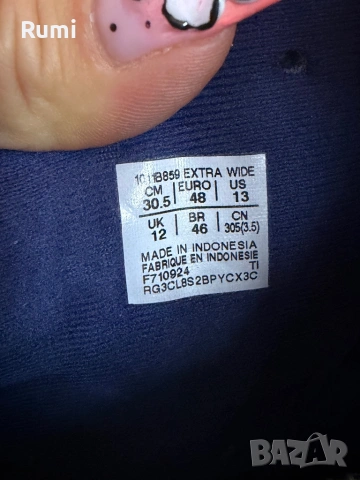 Rumi
1011B859 EXTRA WIDE
CM EURO US
30.5 48 13
UK BR CN
12 46 305(3.5)
MADE IN INDONESIA
FABRIQUE EN INDONESIE
F710924 TI
RG3CL8S2BPYCX3C
BAZAR